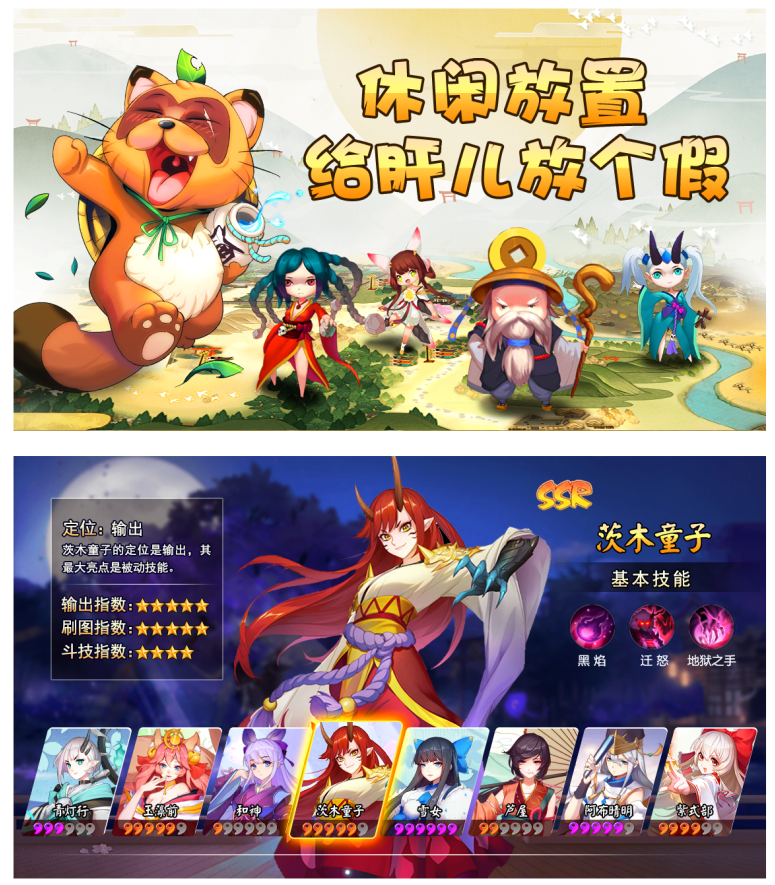 休闲放置
给肝儿放个假
SSR
定位: 输出
茨木童子的定位是输出，其
最大亮点是被动技能。
输出指数:
刷图指数:
斗技指数:
茨木童子
基本技能
黑焰
迁怒
地狱之手
青灯行
玉藻前
和神
茨木童子
雪女
芦屋
阿布晴明
紫式部